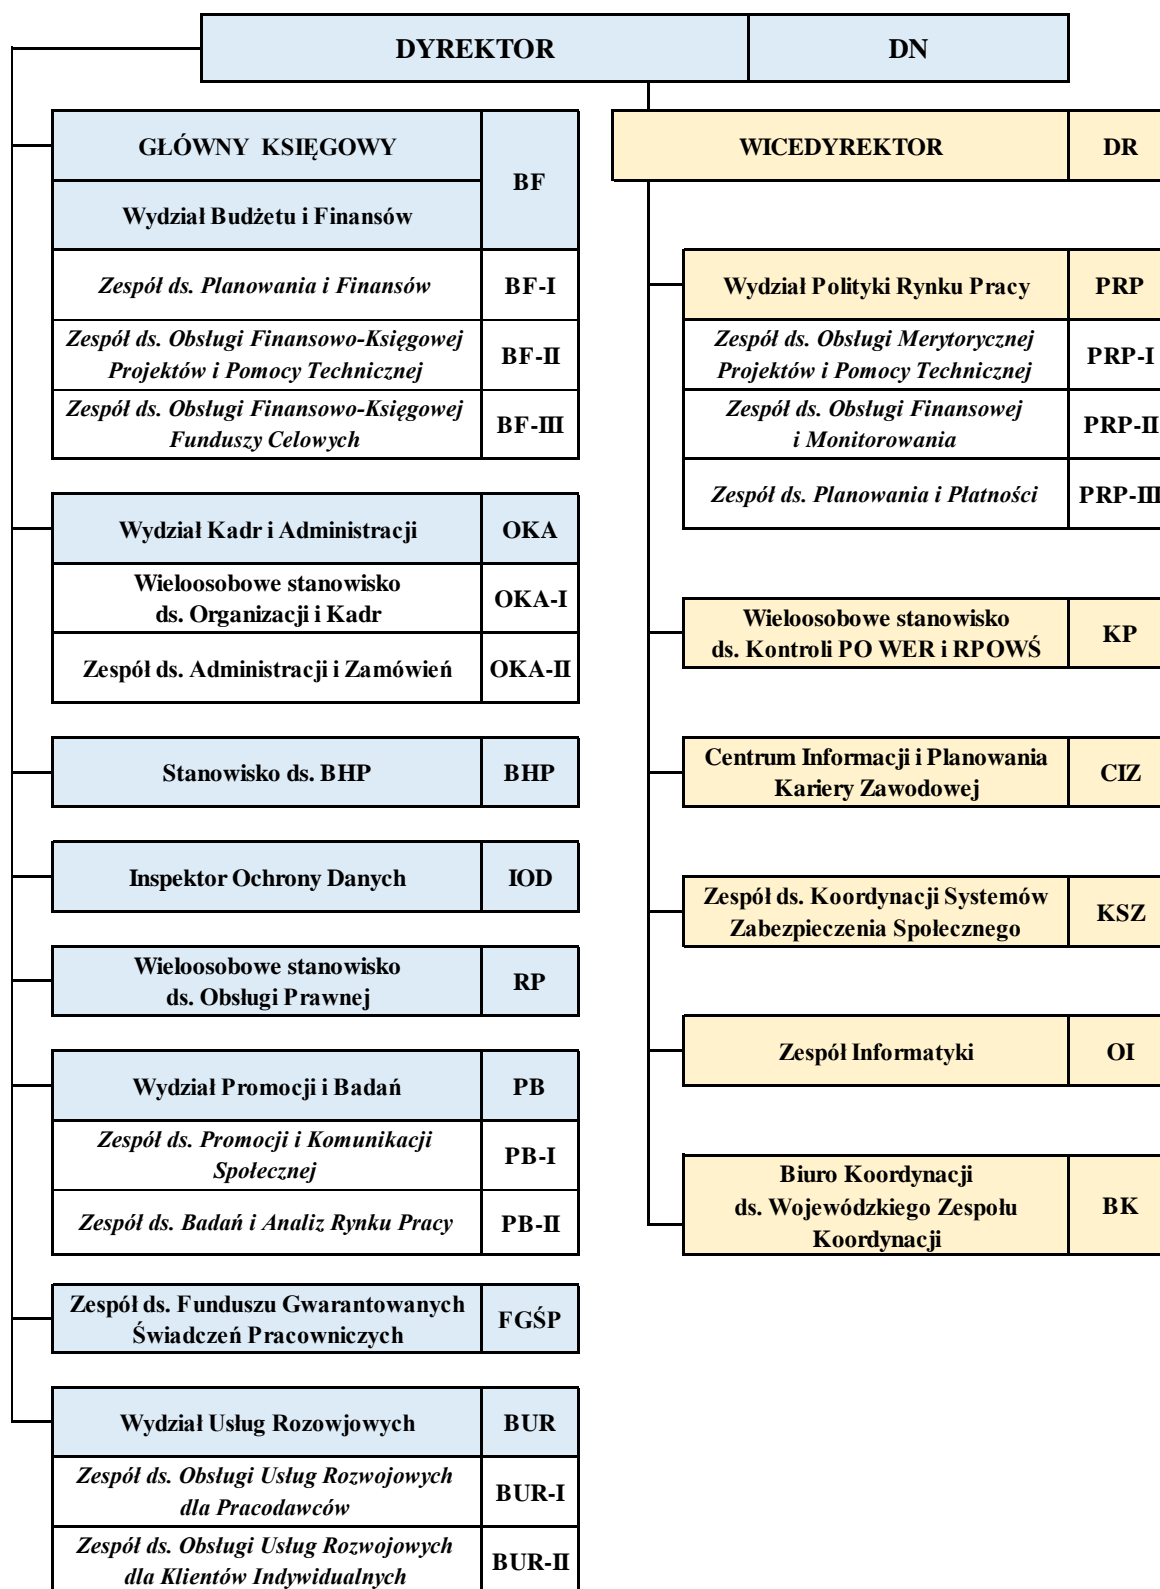 DYREKTOR DN
GŁÓWNY KSIĘGOWY
BF
Wydział Budżetu i Finansów
Zespół ds. Planowania i Finansów BF-I
Zespół ds. Obsługi Finansowo-Księgowej
Projektów i Pomocy Technicznej
BF-II
Zespół ds. Obsługi Finansowo-Księgowej
Funduszy Celowych
BF-III
Wydział Kadr i Administracji OKA
Wieloosobowe stanowisko
ds. Organizacji i Kadr
OKA-I
Zespół ds. Administracji i Zamówień OKA-II
Stanowisko ds. BHP BHP
Inspektor Ochrony Danych IOD
Wieloosobowe stanowisko
ds. Obsługi Prawnej
RP
Wydział Promocji i Badań PB
Zespół ds. Promocji i Komunikacji
Społecznej
PB-I
Zespół ds. Badań i Analiz Rynku Pracy PB-II
Zespół ds. Funduszu Gwarantowanych
Świadczeń Pracowniczych
FGŚP
Wydział Usług Rozowjowych BUR
Zespół ds. Obsługi Usług Rozwojowych
dla Pracodawców
BUR-I
Zespół ds. Obsługi Usług Rozwojowych
dla Klientów Indywidualnych
BUR-II
WICEDYREKTOR DR
Wydział Polityki Rynku Pracy PRP
Zespół ds. Obsługi Merytorycznej
Projektów i Pomocy Technicznej
PRP-I
Zespół ds. Obsługi Finansowej
i Monitorowania
PRP-II
Zespół ds. Planowania i Płatności PRP-III
Wieloosobowe stanowisko
ds. Kontroli PO WER i RPOWŚ
KP
Centrum Informacji i Planowania
Kariery Zawodowej
CIZ
Zespół ds. Koordynacji Systemów
Zabezpieczenia Społecznego
KSZ
Zespół Informatyki OI
Biuro Koordynacji
ds. Wojewódzkiego Zespołu
Koordynacji
BK